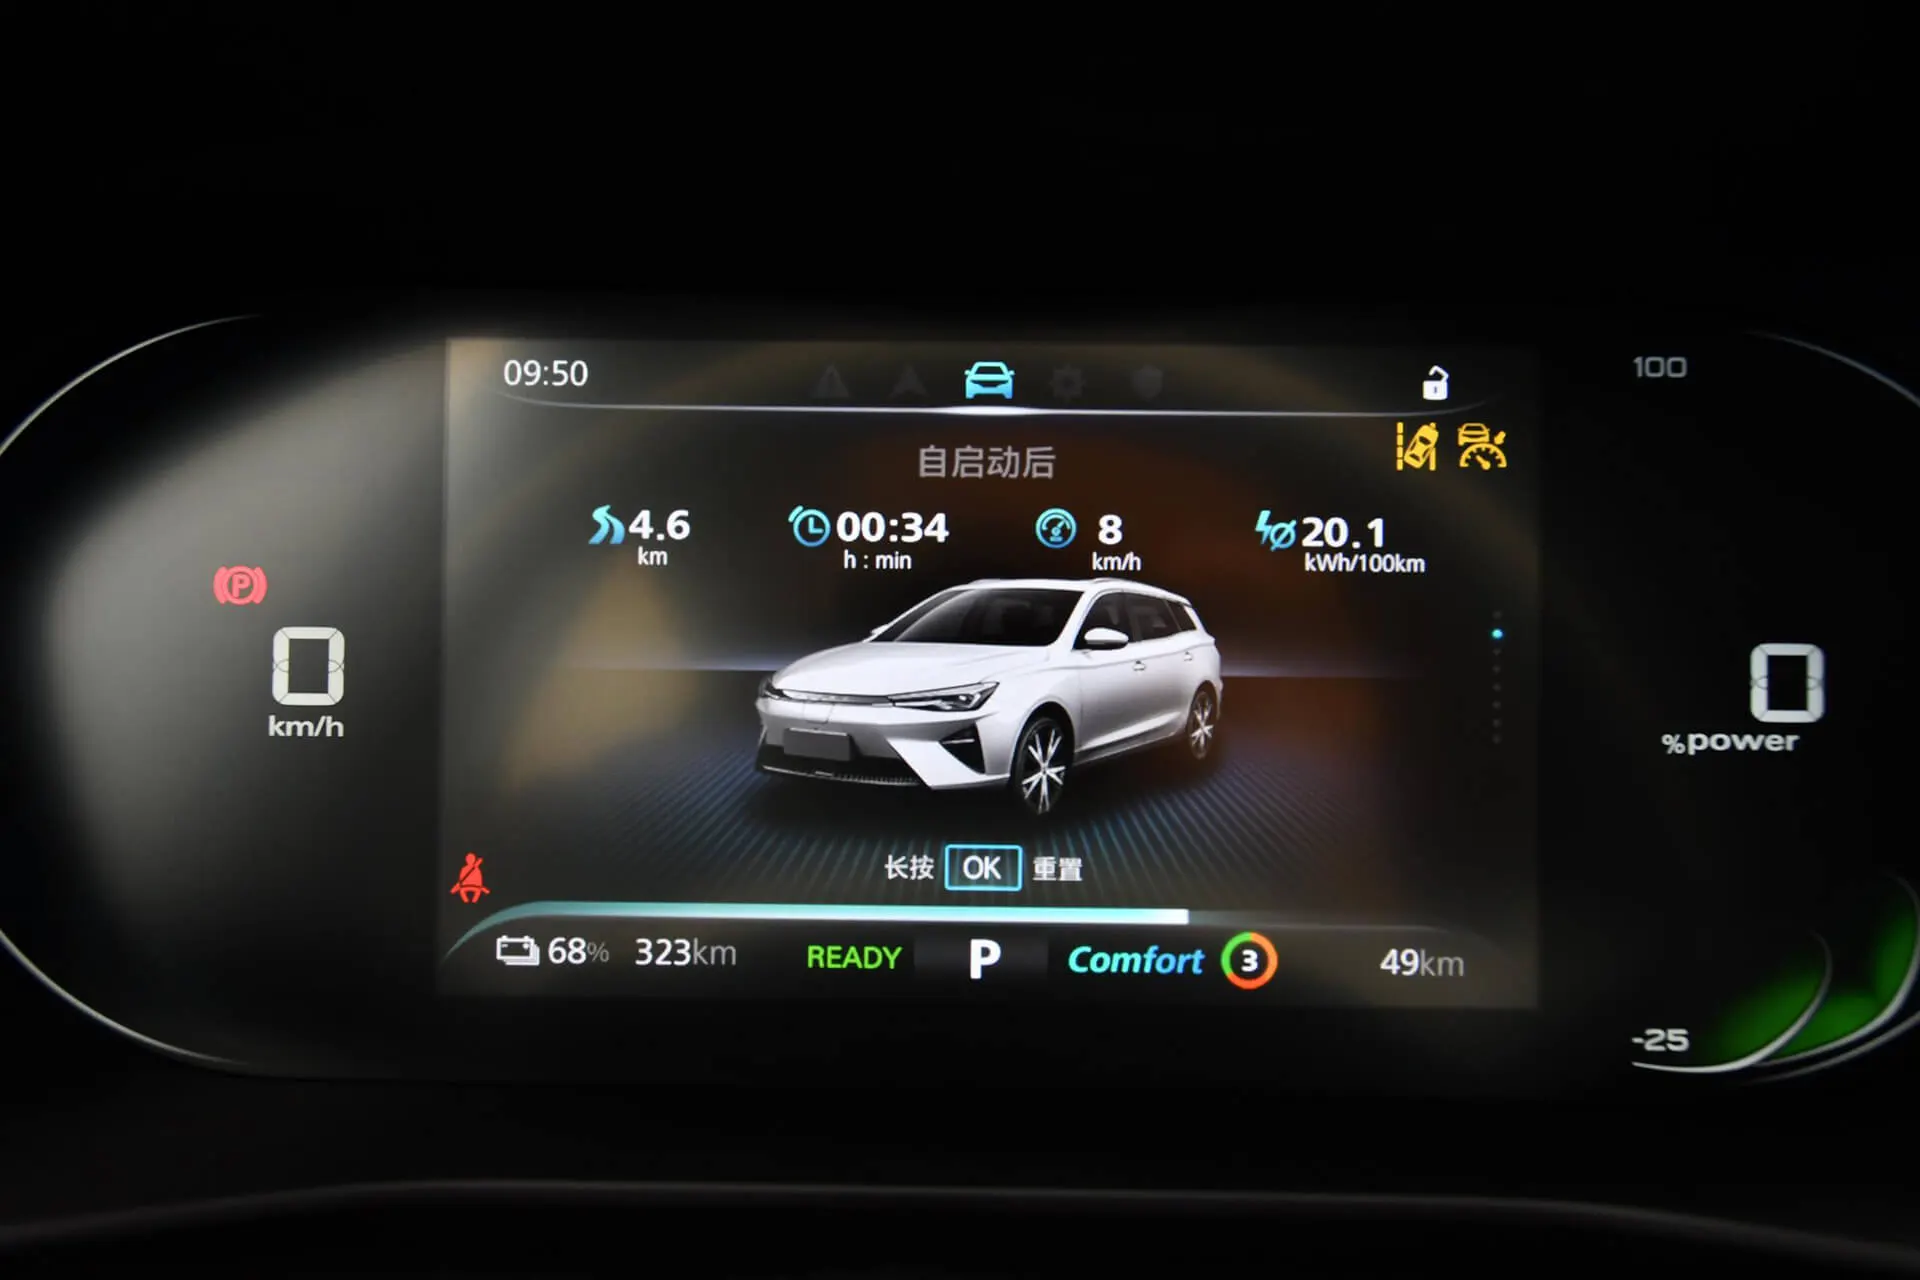 09:50
100
自启动后
4.6
km
00:34
h : min
8
km/h
20.1
kWh/100km
P
0
km/h
0
%power
长按 OK 重置
68% 323km READY P Comfort 3 49km
-25